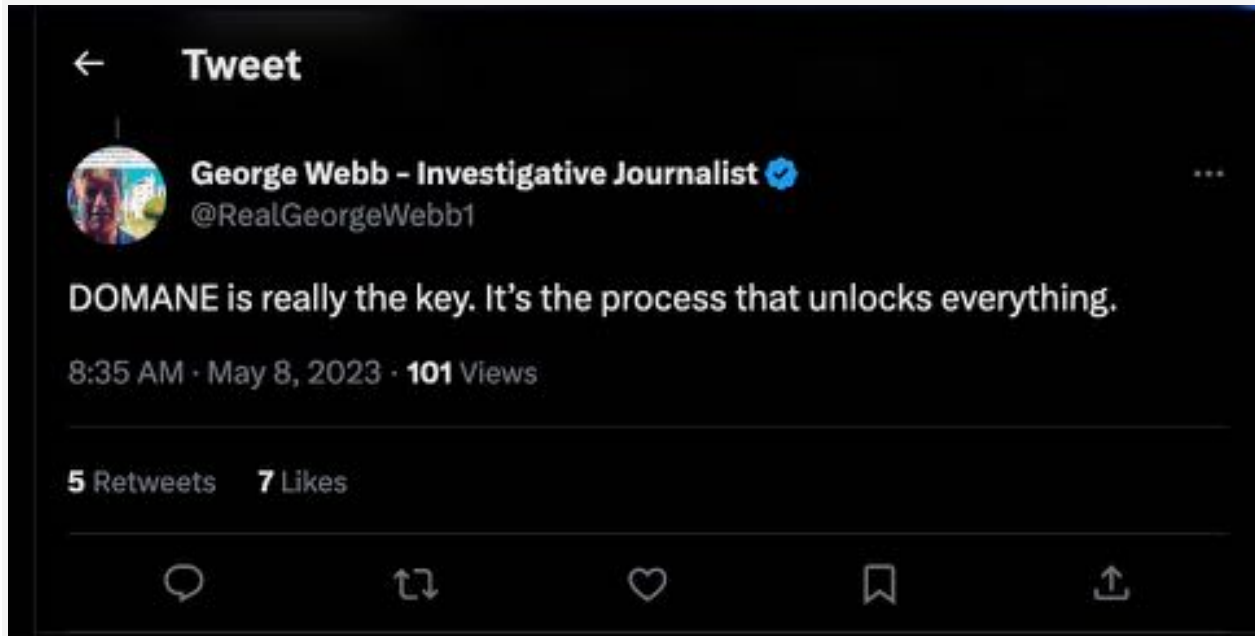 Tweet
George Webb - Investigative Journalist
@RealGeorgeWebb1
DOMANE is really the key. It's the process that unlocks everything.
8:35 AM · May 8, 2023 · 101 Views
5 Retweets 7 Likes